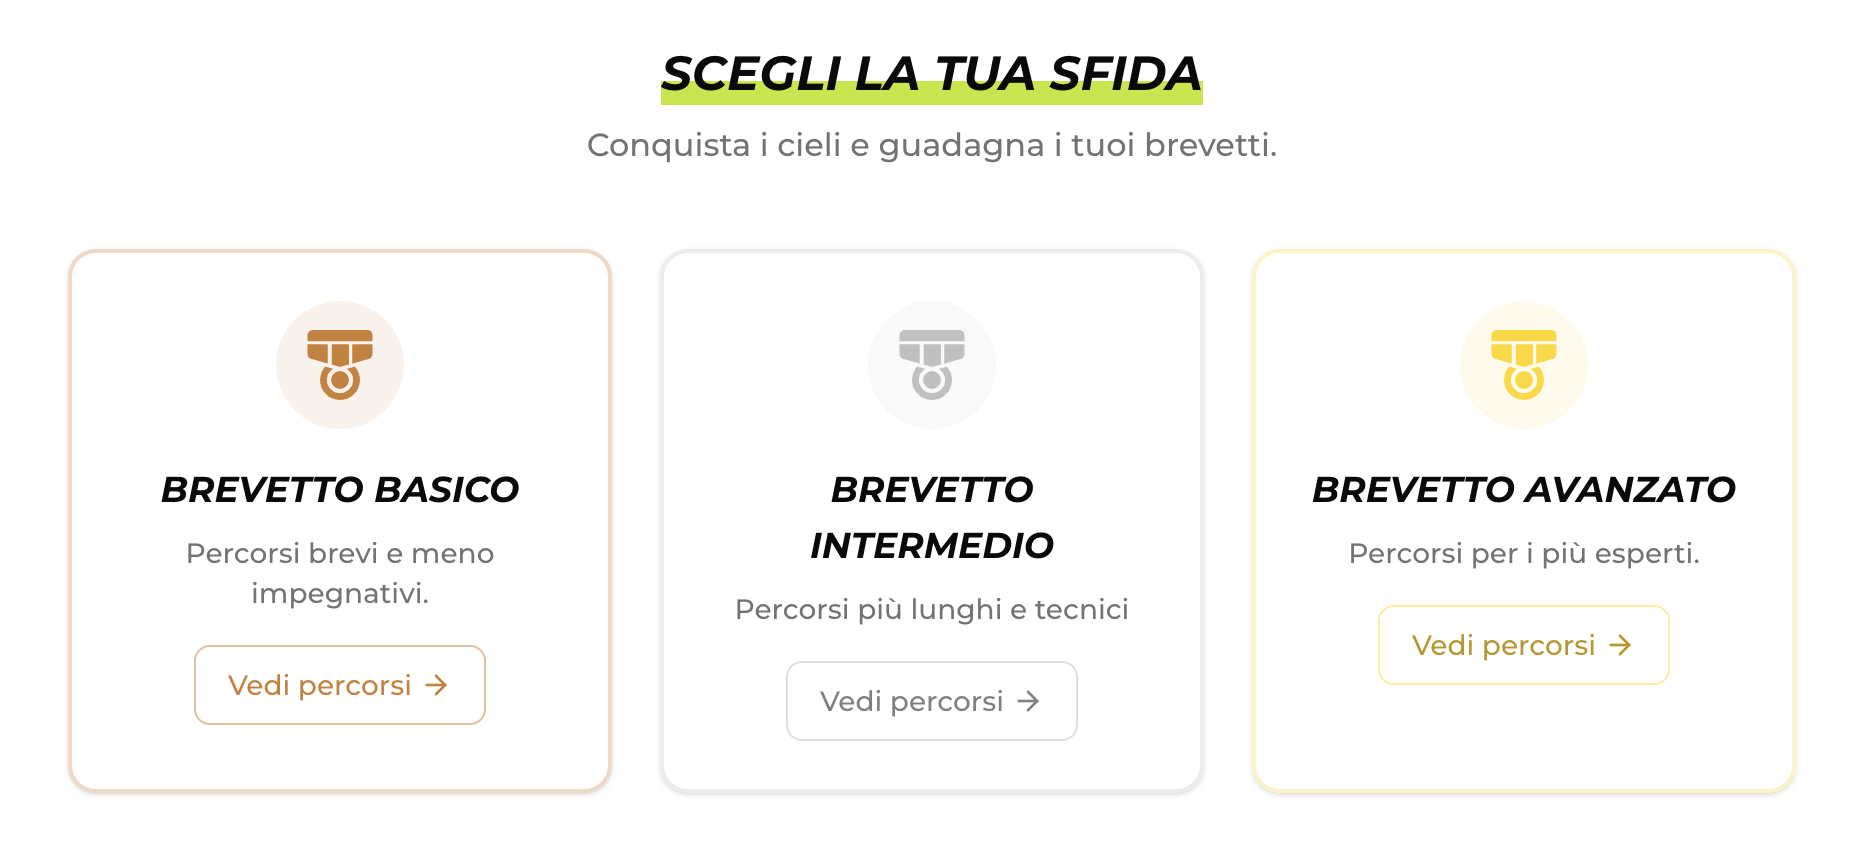 SCEGLI LA TUA SFIDA
Conquista i cieli e guadagna i tuoi brevetti.
BREVETTO BASICO
Percorsi brevi e meno
impegnativi.
Vedi percorsi →
BREVETTO
INTERMEDIO
Percorsi più lunghi e tecnici
Vedi percorsi →
BREVETTO AVANZATO
Percorsi per i più esperti.
Vedi percorsi →